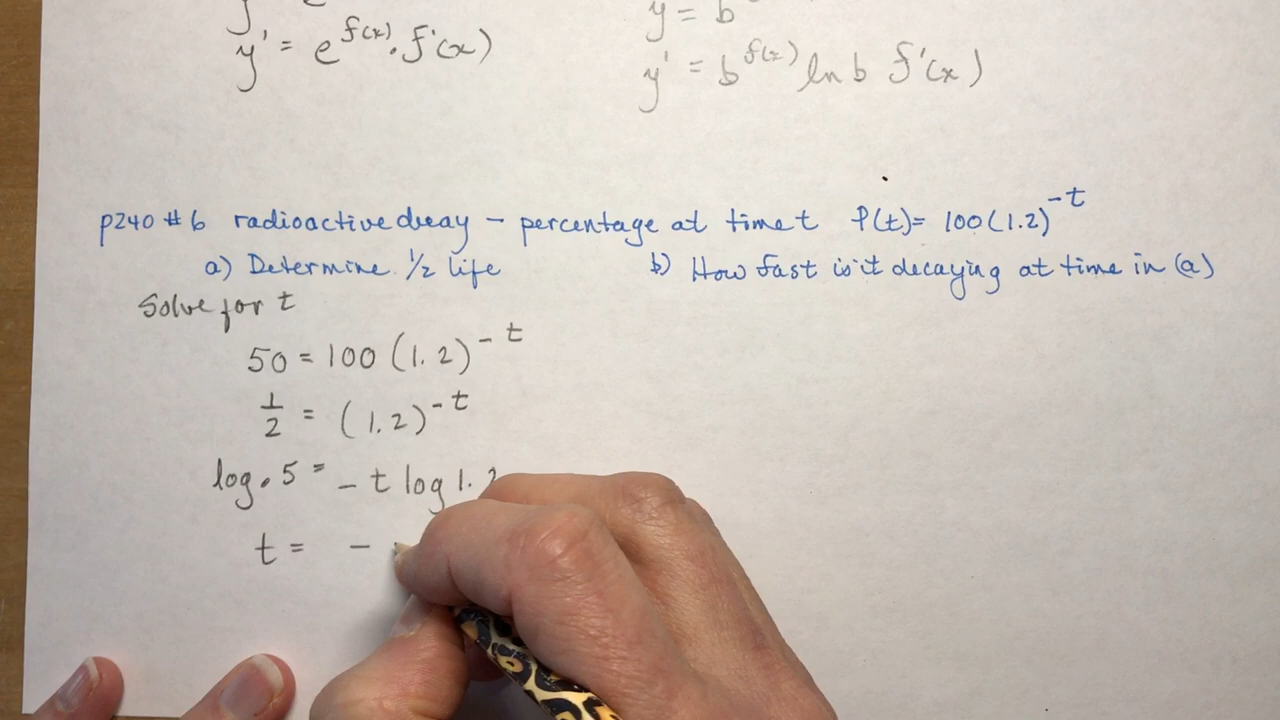 y' = e^{f(x)} · f'(x)
y = b
y' = b^{f(x)} ln b f'(x)
p240 #6 radioactive decay - percentage at time t P(t)= 100(1.2)^{-t}
a) Determine 1/2 life
b) How fast is it decaying at time in (a)
Solve for t
50 = 100 (1.2)^{-t}
1/2 = (1.2)^{-t}
log .5 = -t log 1.2
t = -